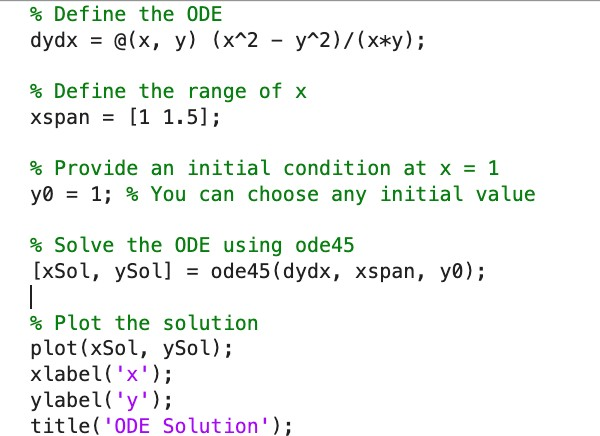 % Define the ODE
dydx = @(x, y) (x^2 - y^2)/(x*y);
% Define the range of x
xspan = [1 1.5];
% Provide an initial condition at x = 1
y0 = 1; % You can choose any initial value
% Solve the ODE using ode45
[xSol, ySol] = ode45(dydx, xspan, y0);
% Plot the solution
plot(xSol, ySol);
xlabel('x');
ylabel('y');
title('ODE Solution');